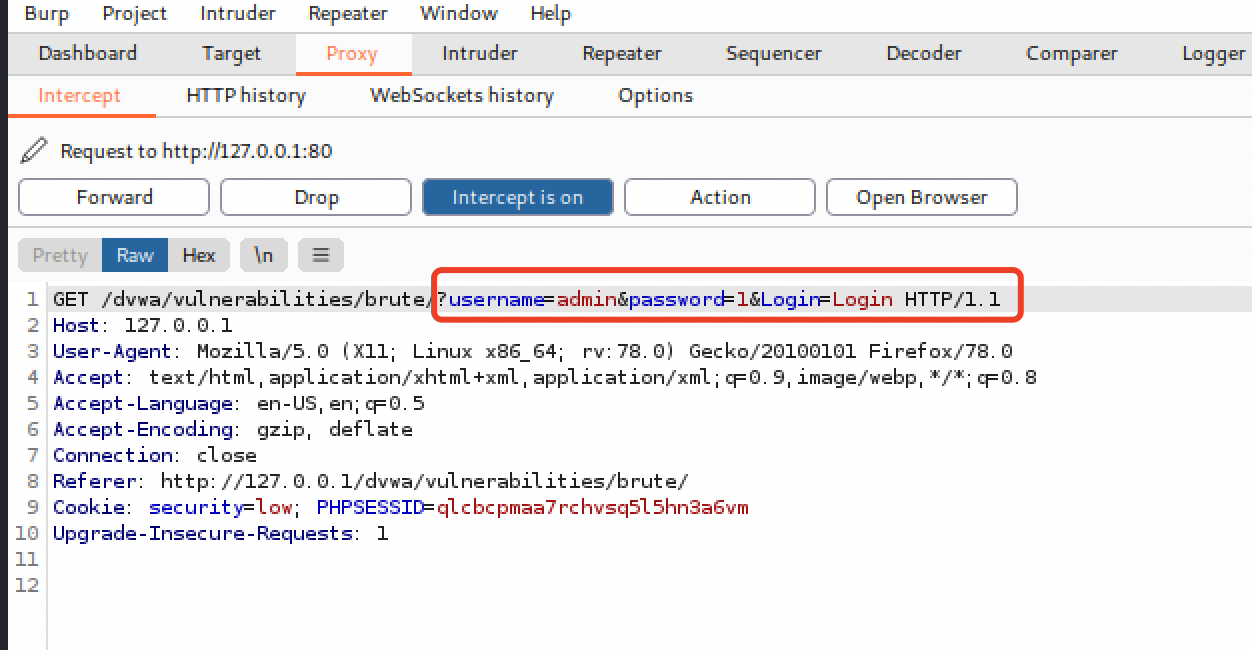 Burp Project Intruder Repeater Window Help
Dashboard Target Proxy Intruder Repeater Sequencer Decoder Comparer Logger
Intercept HTTP history WebSockets history Options
Request to http://127.0.0.1:80
Forward Drop Intercept is on Action Open Browser
Pretty Raw Hex \n
1 GET /dvwa/vulnerabilities/brute/?username=admin&password=1&Login=Login HTTP/1.1
2 Host: 127.0.0.1
3 User-Agent: Mozilla/5.0 (X11; Linux x86_64; rv:78.0) Gecko/20100101 Firefox/78.0
4 Accept: text/html,application/xhtml+xml,application/xml;q=0.9,image/webp,*/*;q=0.8
5 Accept-Language: en-US,en;q=0.5
6 Accept-Encoding: gzip, deflate
7 Connection: close
8 Referer: http://127.0.0.1/dvwa/vulnerabilities/brute/
9 Cookie: security=low; PHPSESSID=qlcbcpmaa7rchvsq5l5hn3a6vm
10 Upgrade-Insecure-Requests: 1
11
12